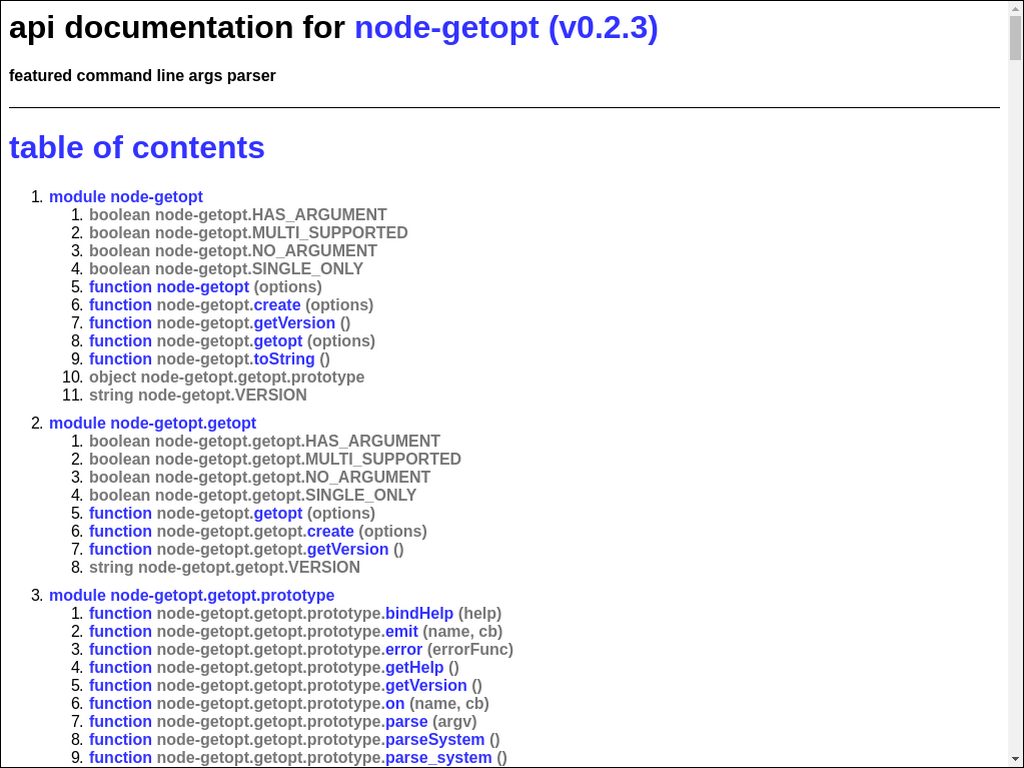 api documentation for node-getopt (v0.2.3)
featured command line args parser
table of contents
1. module node-getopt
1. boolean node-getopt.HAS_ARGUMENT
2. boolean node-getopt.MULTI_SUPPORTED
3. boolean node-getopt.NO_ARGUMENT
4. boolean node-getopt.SINGLE_ONLY
5. function node-getopt (options)
6. function node-getopt.create (options)
7. function node-getopt.getVersion ()
8. function node-getopt.getopt (options)
9. function node-getopt.toString ()
10. object node-getopt.getopt.prototype
11. string node-getopt.VERSION
2. module node-getopt.getopt
1. boolean node-getopt.getopt.HAS_ARGUMENT
2. boolean node-getopt.getopt.MULTI_SUPPORTED
3. boolean node-getopt.getopt.NO_ARGUMENT
4. boolean node-getopt.getopt.SINGLE_ONLY
5. function node-getopt.getopt (options)
6. function node-getopt.getopt.create (options)
7. function node-getopt.getopt.getVersion ()
8. string node-getopt.getopt.VERSION
3. module node-getopt.getopt.prototype
1. function node-getopt.getopt.prototype.bindHelp (help)
2. function node-getopt.getopt.prototype.emit (name, cb)
3. function node-getopt.getopt.prototype.error (errorFunc)
4. function node-getopt.getopt.prototype.getHelp ()
5. function node-getopt.getopt.prototype.getVersion ()
6. function node-getopt.getopt.prototype.on (name, cb)
7. function node-getopt.getopt.prototype.parse (argv)
8. function node-getopt.getopt.prototype.parseSystem ()
9. function node-getopt.getopt.prototype.parse_system ()